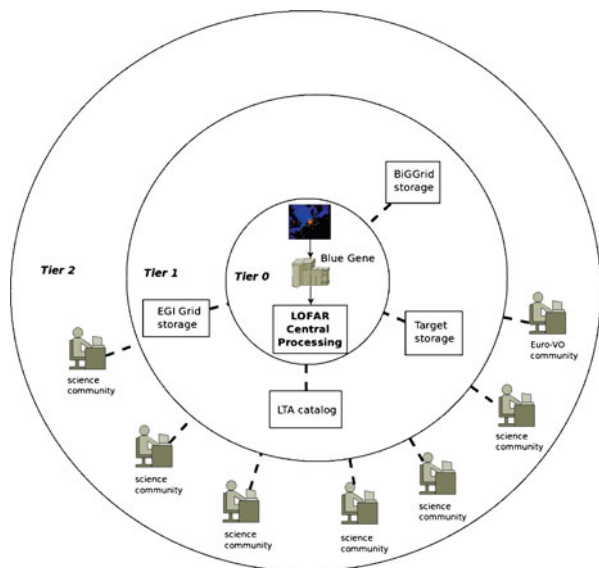 BiGGrid
storage
Blue Gene
Tier 2
Tier 1
Tier 0
EGI Grid
storage
LOFAR
Central
Processing
Target
storage
Euro-VO
community
science
community
LTA catalog
science
community
science
community
science
community
science
community
science
community